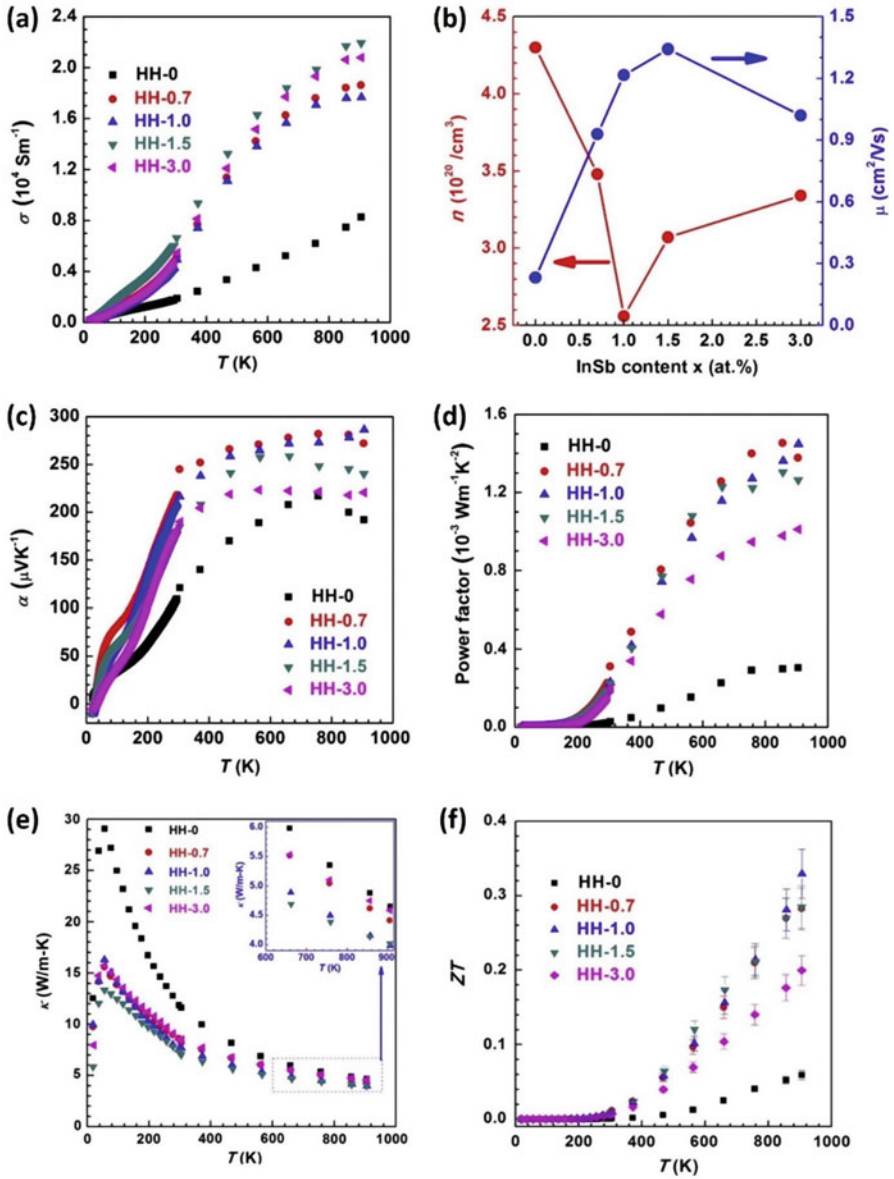 (a)
2.4
2.0
1.6
1.2
0.8
0.4
0.0
σ (10⁴ Sm⁻¹)
HH-0
HH-0.7
HH-1.0
HH-1.5
HH-3.0
0 200 400 600 800 1000
T (K)
(b)
4.5
4.0
3.5
3.0
2.5
n (10²⁰ /cm³)
1.5
1.2
0.9
0.6
0.3
0.0
μ (cm²/Vs)
0.0 0.5 1.0 1.5 2.0 2.5 3.0
InSb content x (at.%)
(c)
300
250
200
150
100
50
0
α (μVK⁻¹)
HH-0
HH-0.7
HH-1.0
HH-1.5
HH-3.0
0 200 400 600 800 1000
T (K)
(d)
1.6
1.2
0.8
0.4
0.0
Power factor (10⁻³ Wm⁻¹K⁻²)
HH-0
HH-0.7
HH-1.0
HH-1.5
HH-3.0
0 200 400 600 800 1000
T (K)
(e)
30
25
20
15
10
5
0
κ (W/m-K)
HH-0
HH-0.7
HH-1.0
HH-1.5
HH-3.0
6.0
5.5
5.0
4.5
4.0
κ (W/m-K)
600 700 800 900
T (K)
0 200 400 600 800 1000
T (K)
(f)
0.4
0.3
0.2
0.1
0.0
ZT
HH-0
HH-0.7
HH-1.0
HH-1.5
HH-3.0
0 200 400 600 800 1000
T (K)